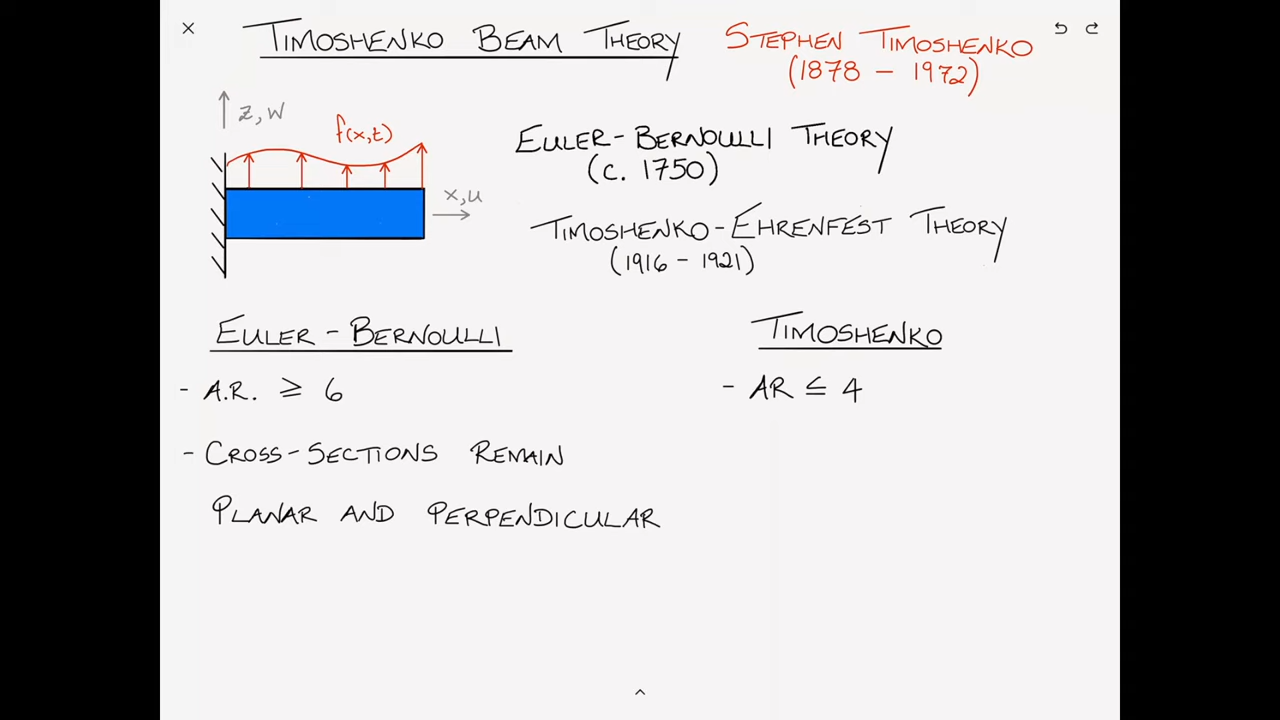 TIMOSHENKO BEAM THEORY
STEPHEN TIMOSHENKO
(1878 - 1972)
z, w
f(x,t)
x, u
EULER-BERNOULLI THEORY
(c. 1750)
TIMOSHENKO-EHRENFEST THEORY
(1916 - 1921)
EULER-BERNOULLI
- A.R. ≥ 6
- CROSS-SECTIONS REMAIN
PLANAR AND PERPENDICULAR
TIMOSHENKO
- AR ≤ 4